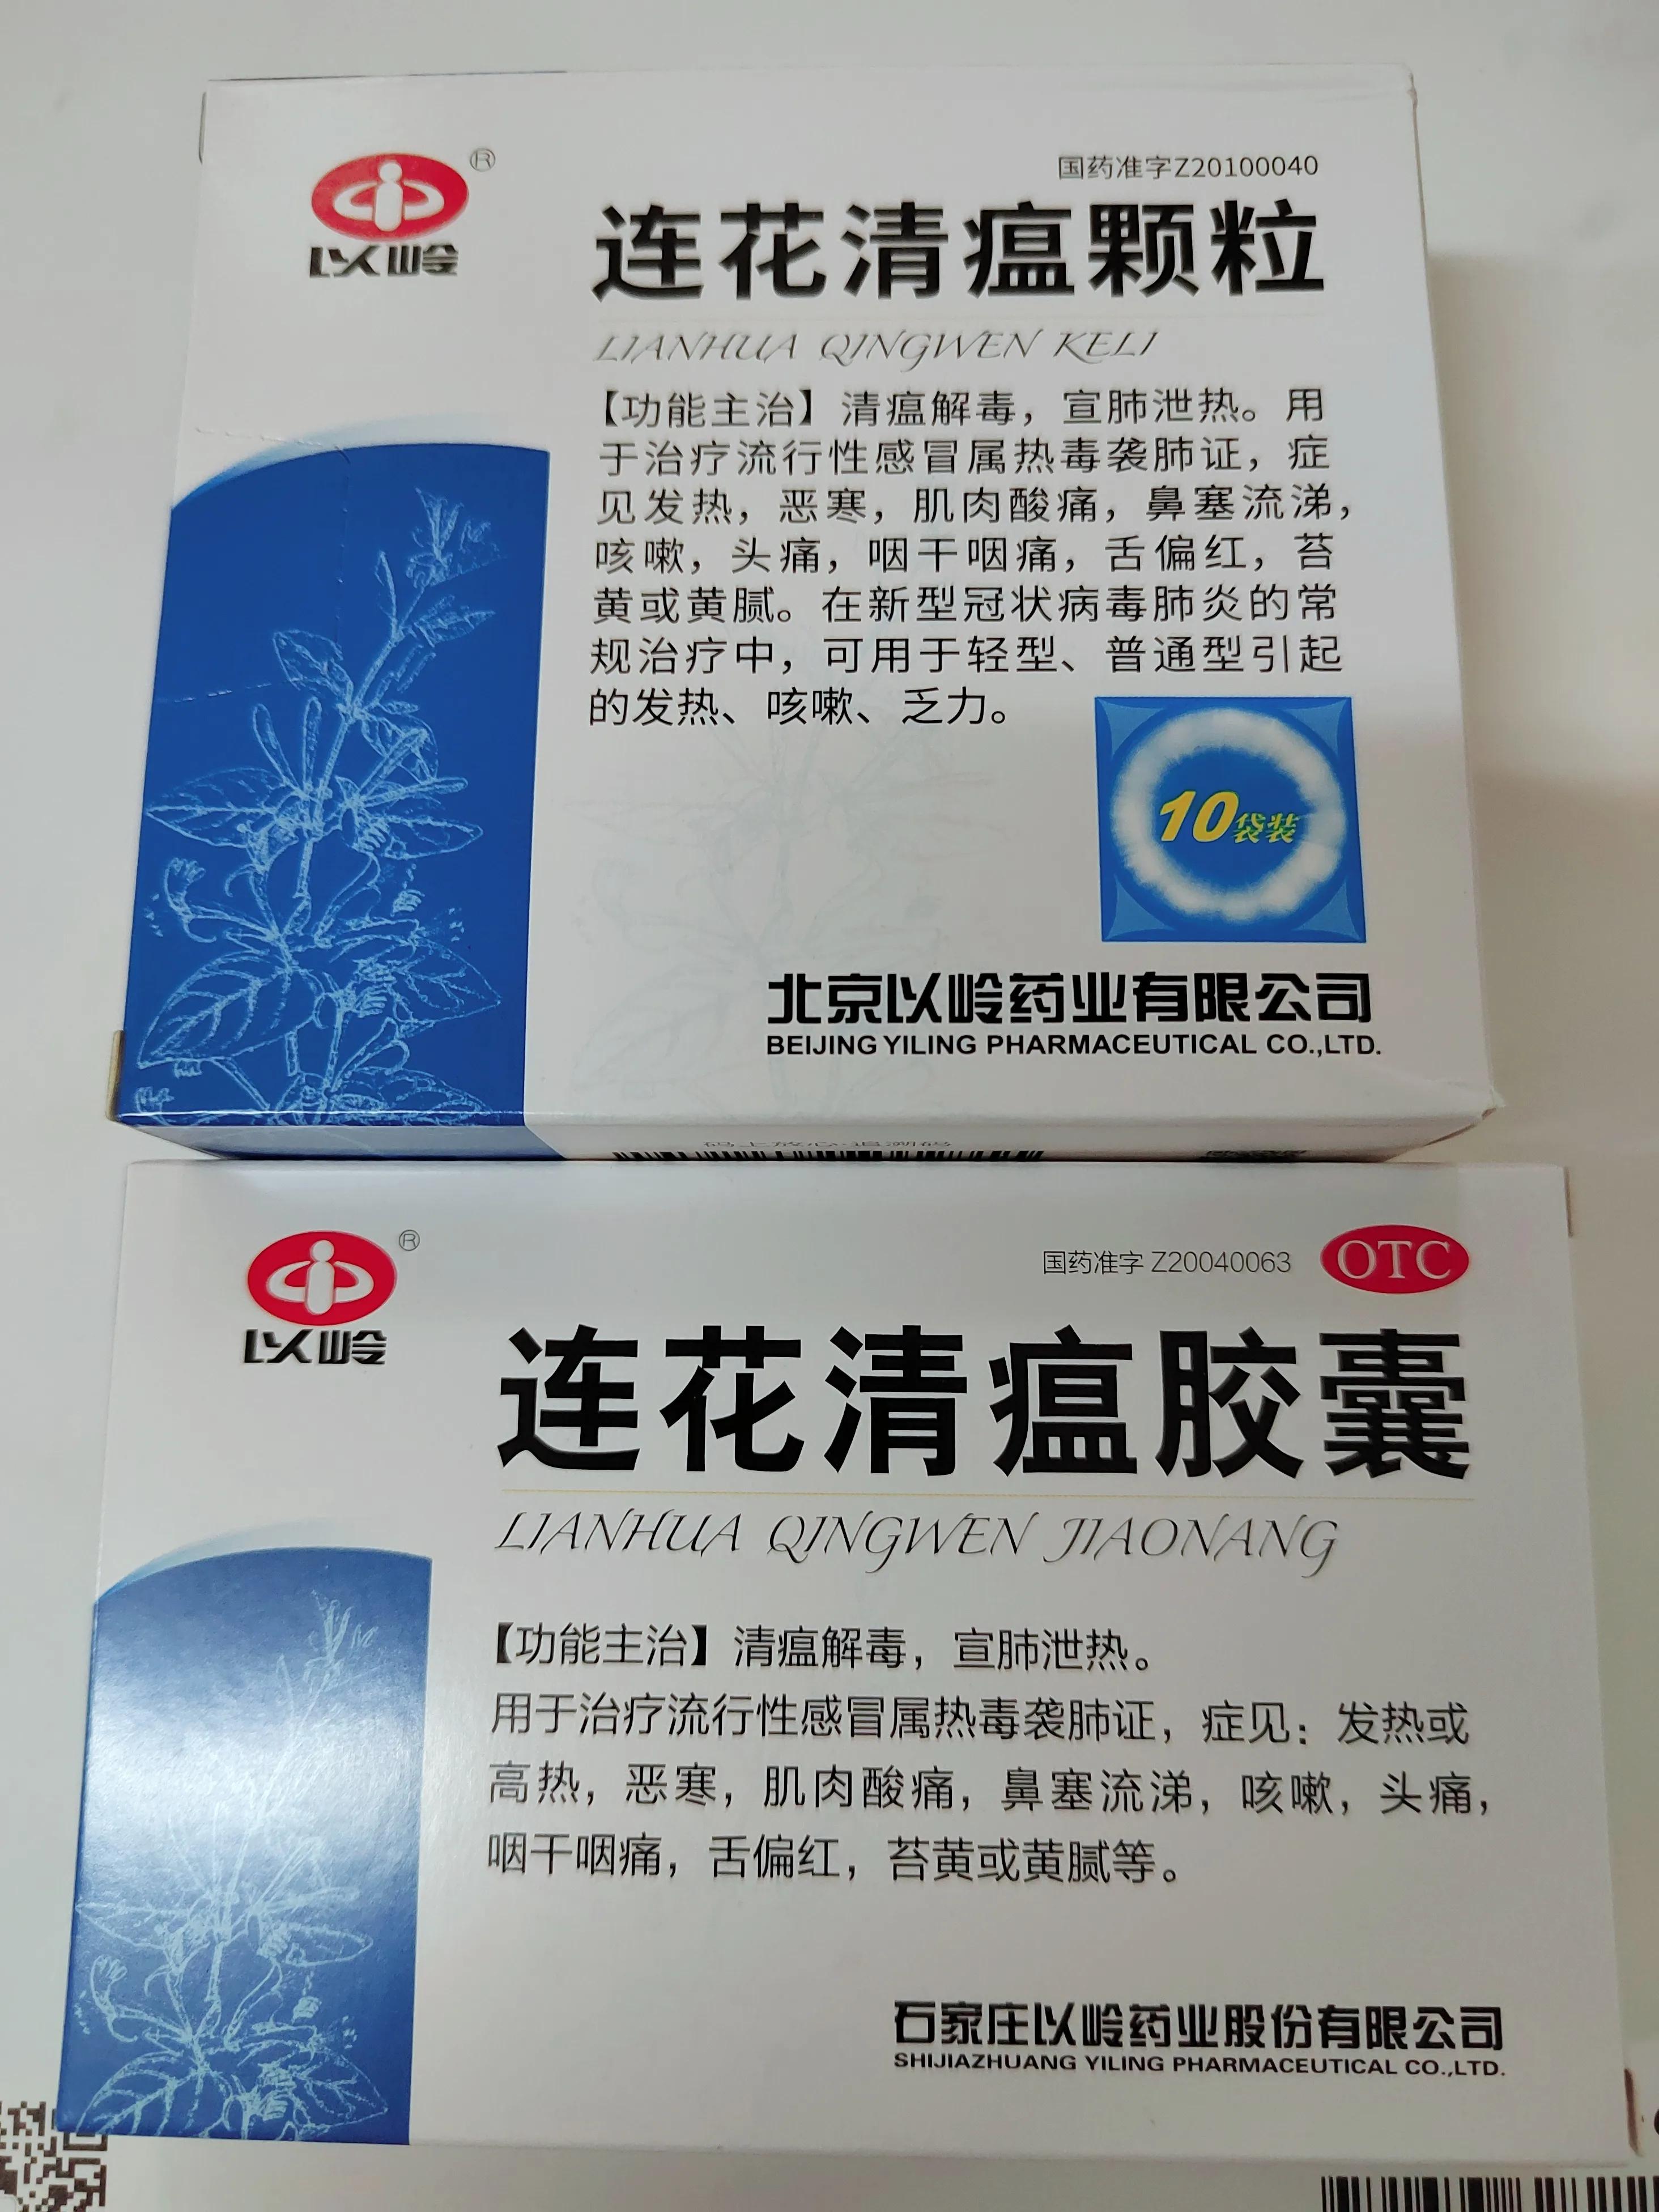 以岭
®
国药准字Z20100040
连花清瘟颗粒
LIANHUA QINGWEN KELI
【功能主治】清瘟解毒，宣肺泄热。用
于治疗流行性感冒属热毒袭肺证，症
见发热，恶寒，肌肉酸痛，鼻塞流涕，
咳嗽，头痛，咽干咽痛，舌偏红，苔
黄或黄腻。在新型冠状病毒肺炎的常
规治疗中，可用于轻型、普通型引起
的发热、咳嗽、乏力。
10袋装
北京以岭药业有限公司
BEIJING YILING PHARMACEUTICAL CO.,LTD.
码上放心·追溯码
以岭
®
国药准字 Z20040063
OTC
连花清瘟胶囊
LIANHUA QINGWEN JIAONANG
【功能主治】清瘟解毒，宣肺泄热。
用于治疗流行性感冒属热毒袭肺证，症见：发热或
高热，恶寒，肌肉酸痛，鼻塞流涕，咳嗽，头痛，
咽干咽痛，舌偏红，苔黄或黄腻等。
石家庄以岭药业股份有限公司
SHIJIAZHUANG YILING PHARMACEUTICAL CO.,LTD.